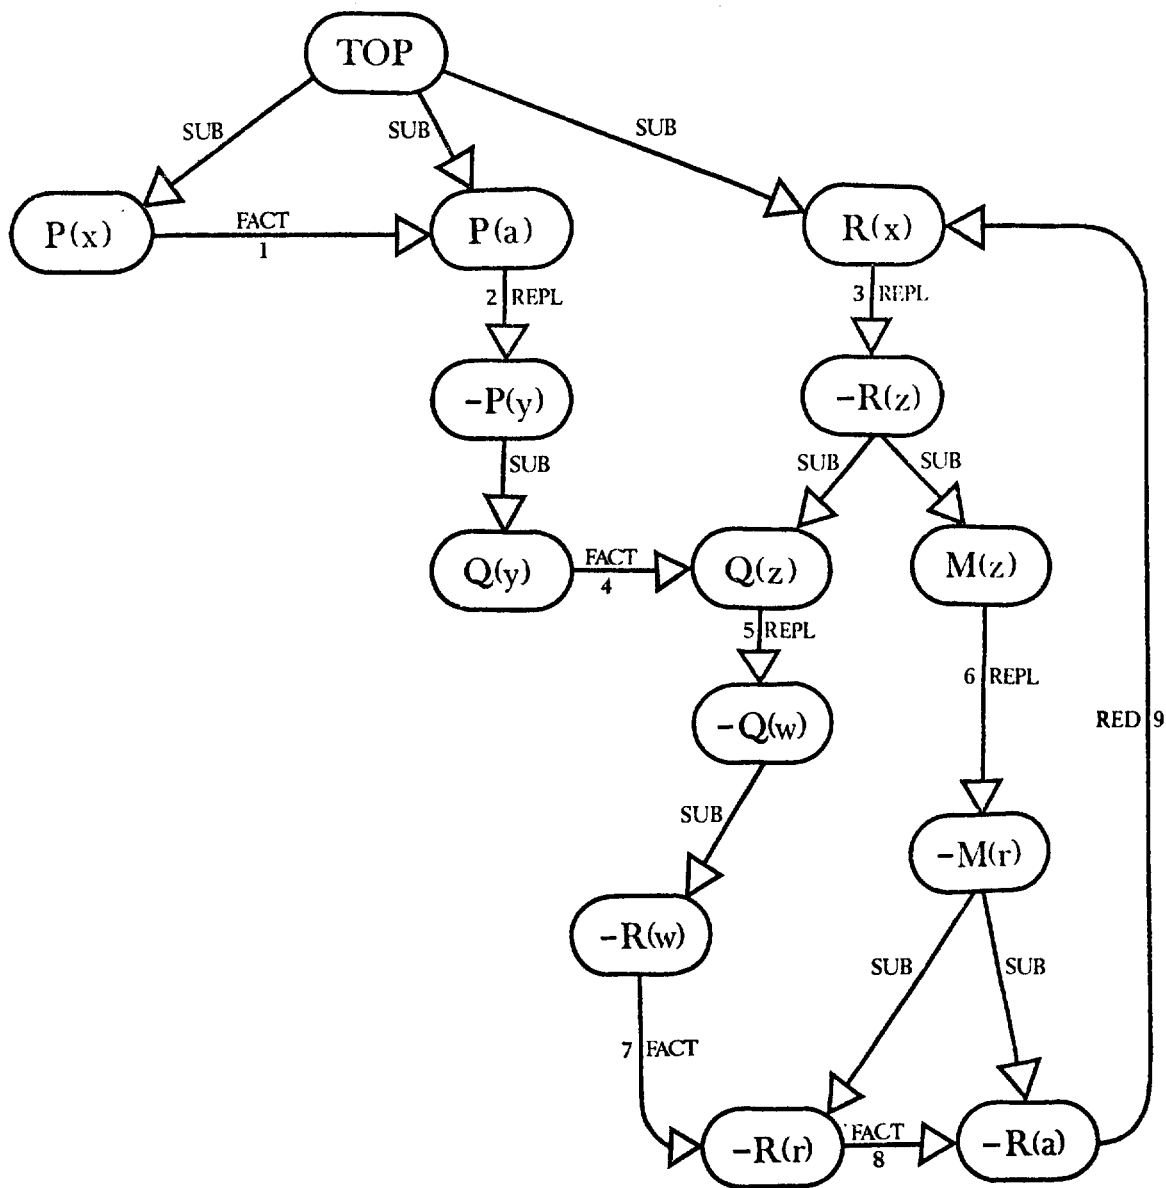 TOP
SUB
SUB
SUB
P(x)
FACT
1
P(a)
R(x)
2 REPL
3 REPL
-P(y)
-R(z)
SUB
SUB
SUB
Q(y)
FACT
4
Q(z)
M(z)
5 REPL
6 REPL
-Q(w)
RED 9
SUB
-M(r)
-R(w)
SUB
SUB
7 FACT
-R(r)
FACT
8
-R(a)